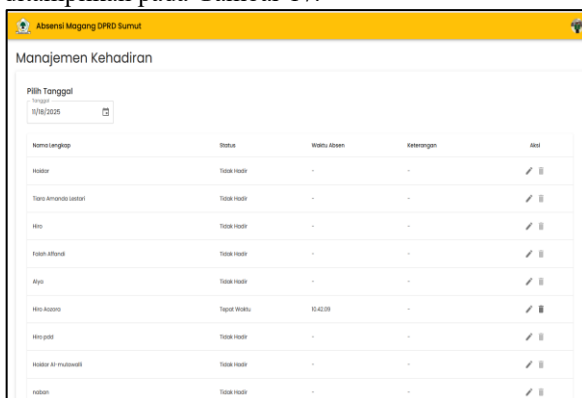 Absensi Magang DPRD Sumut
Manajemen Kehadiran
Pilih Tanggal
Tanggal
11/18/2025
Nama Lengkap Status Waktu Absen Keterangan Aksi
Haidar Tidak Hadir - -
Tiara Amanda Lestari Tidak Hadir - -
Hiro Tidak Hadir - -
Falah Affandi Tidak Hadir - -
Alya Tidak Hadir - -
Hiro Aozora Tepat Waktu 10.42.09 -
Hiro pdd Tidak Hadir - -
Haidar Al-mutawalli Tidak Hadir - -
naban Tidak Hadir - -